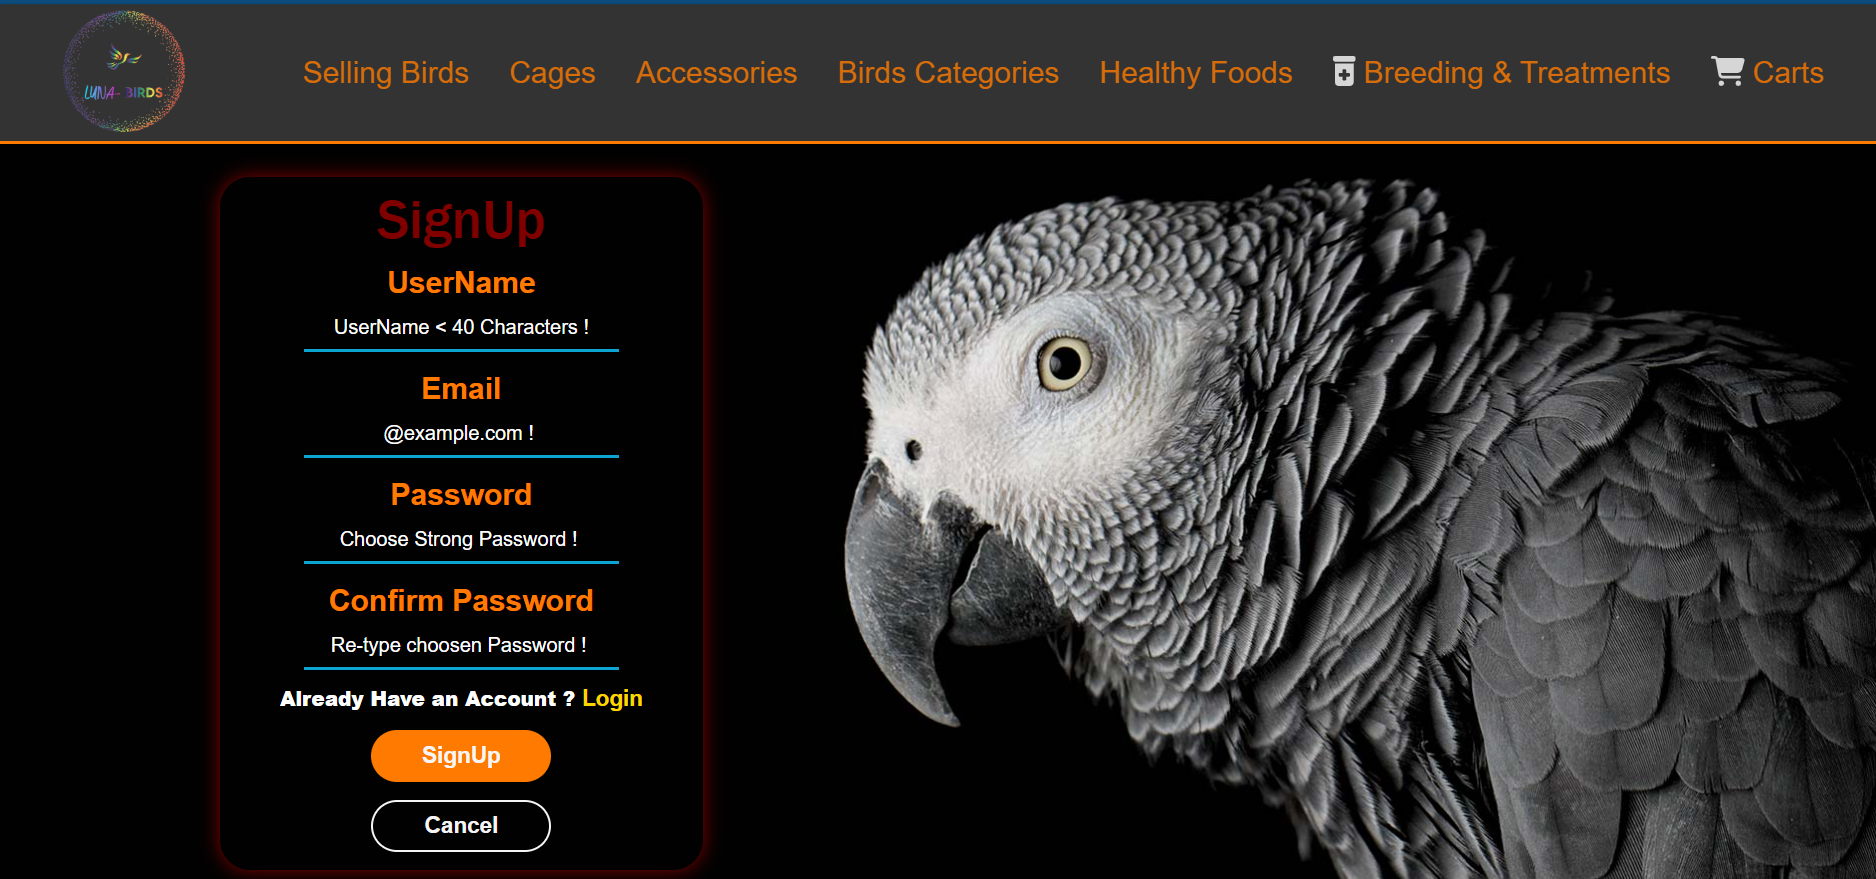 LUNA- BIRDS
Selling Birds Cages Accessories Birds Categories Healthy Foods Breeding & Treatments Carts
SignUp
UserName
UserName < 40 Characters !
Email
@example.com !
Password
Choose Strong Password !
Confirm Password
Re-type choosen Password !
Already Have an Account ? Login
SignUp
Cancel